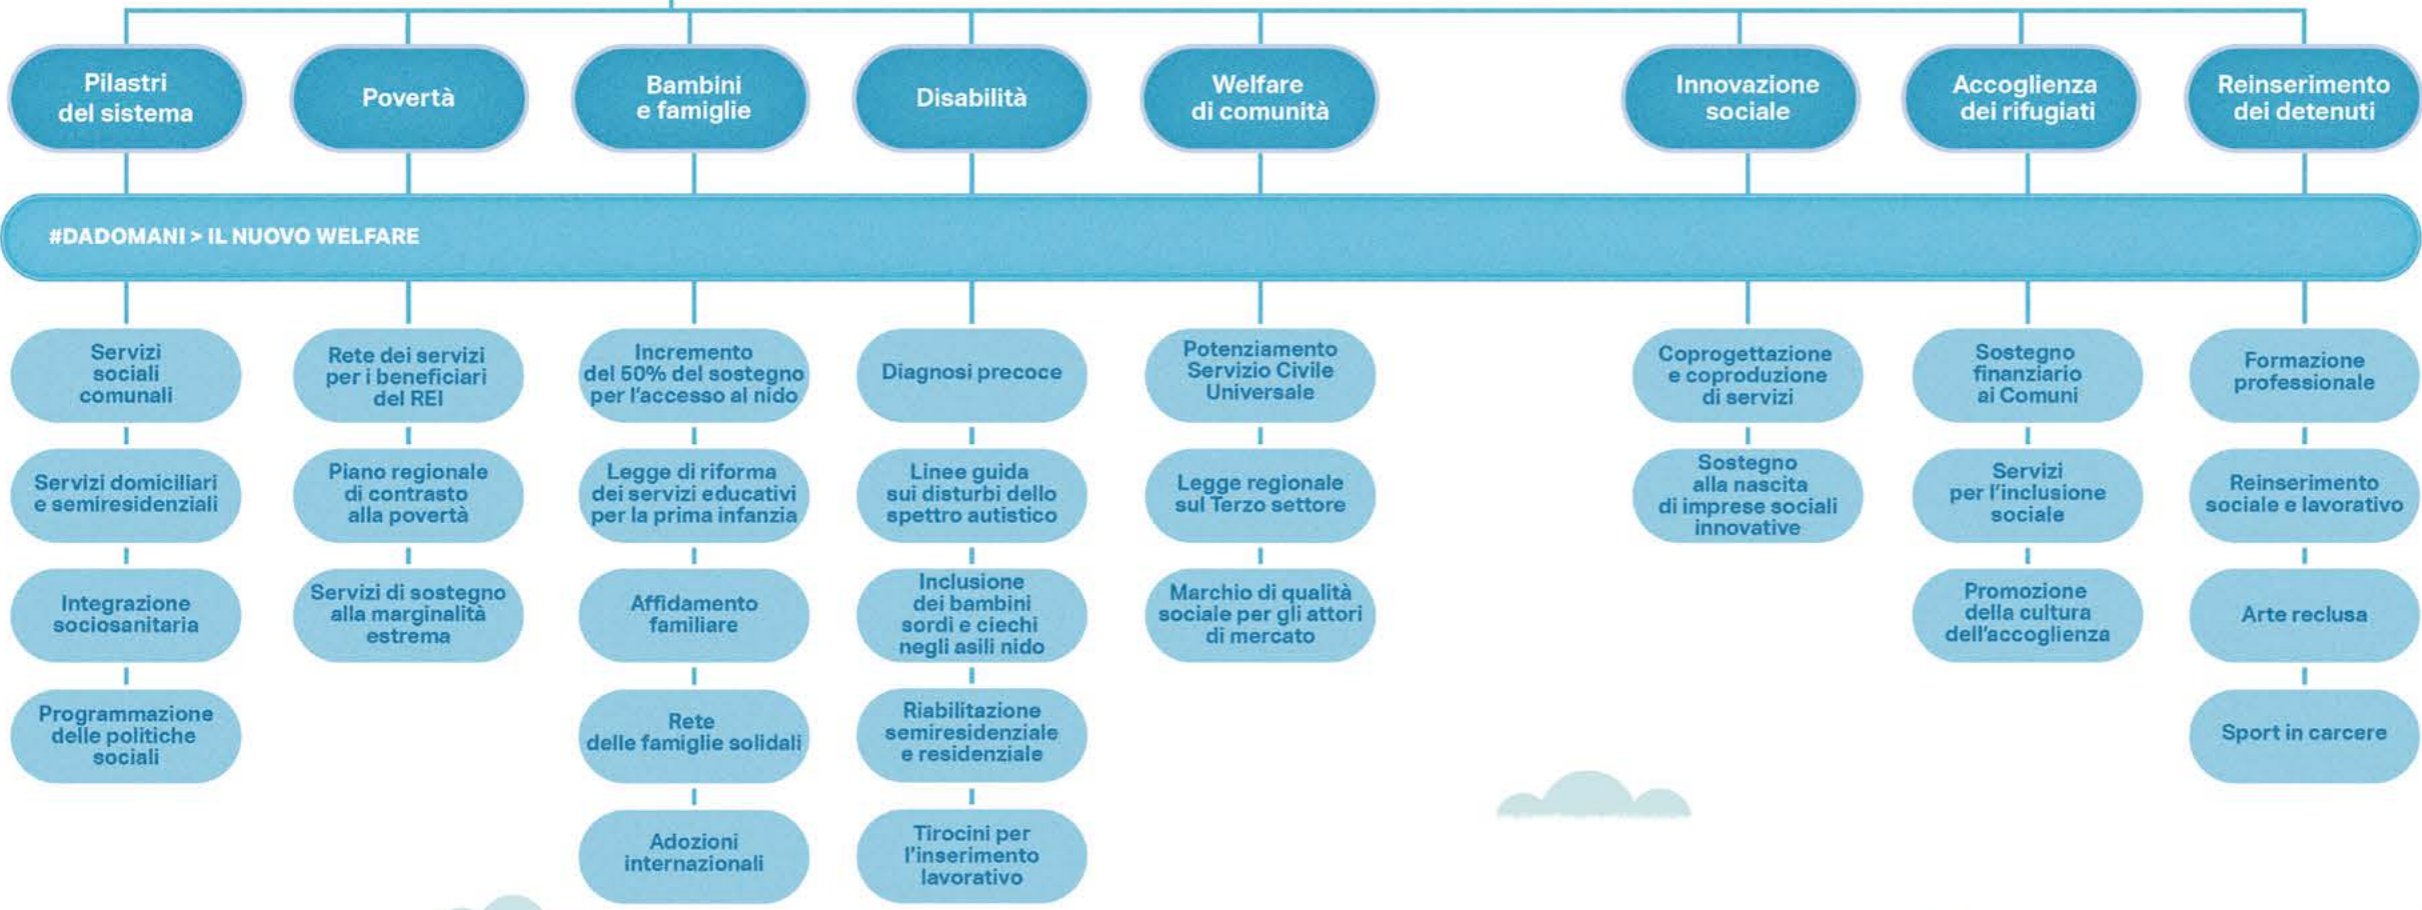 Pilastri
del sistema
Povertà
Bambini
e famiglie
Disabilità
Welfare
di comunità
Innovazione
sociale
Accoglienza
dei rifugiati
Reinserimento
dei detenuti
#DADOMANI > IL NUOVO WELFARE
Servizi
sociali
comunali
Servizi domiciliari
e semiresidenziali
Integrazione
sociosanitaria
Programmazione
delle politiche
sociali
Rete dei servizi
per i beneficiari
del REI
Piano regionale
di contrasto
alla povertà
Servizi di sostegno
alla marginalità
estrema
Incremento
del 50% del sostegno
per l'accesso al nido
Legge di riforma
dei servizi educativi
per la prima infanzia
Affidamento
familiare
Rete
delle famiglie solidali
Adozioni
internazionali
Diagnosi precoce
Linee guida
sui disturbi dello
spettro autistico
Inclusione
dei bambini
sordi e ciechi
negli asili nido
Riabilitazione
semiresidenziale
e residenziale
Tirocini per
l'inserimento
lavorativo
Potenziamento
Servizio Civile
Universale
Legge regionale
sul Terzo settore
Marchio di qualità
sociale per gli attori
di mercato
Coprogettazione
e coproduzione
di servizi
Sostegno
alla nascita
di imprese sociali
innovative
Sostegno
finanziario
ai Comuni
Servizi
per l'inclusione
sociale
Promozione
della cultura
dell'accoglienza
Formazione
professionale
Reinserimento
sociale e lavorativo
Arte reclusa
Sport in carcere